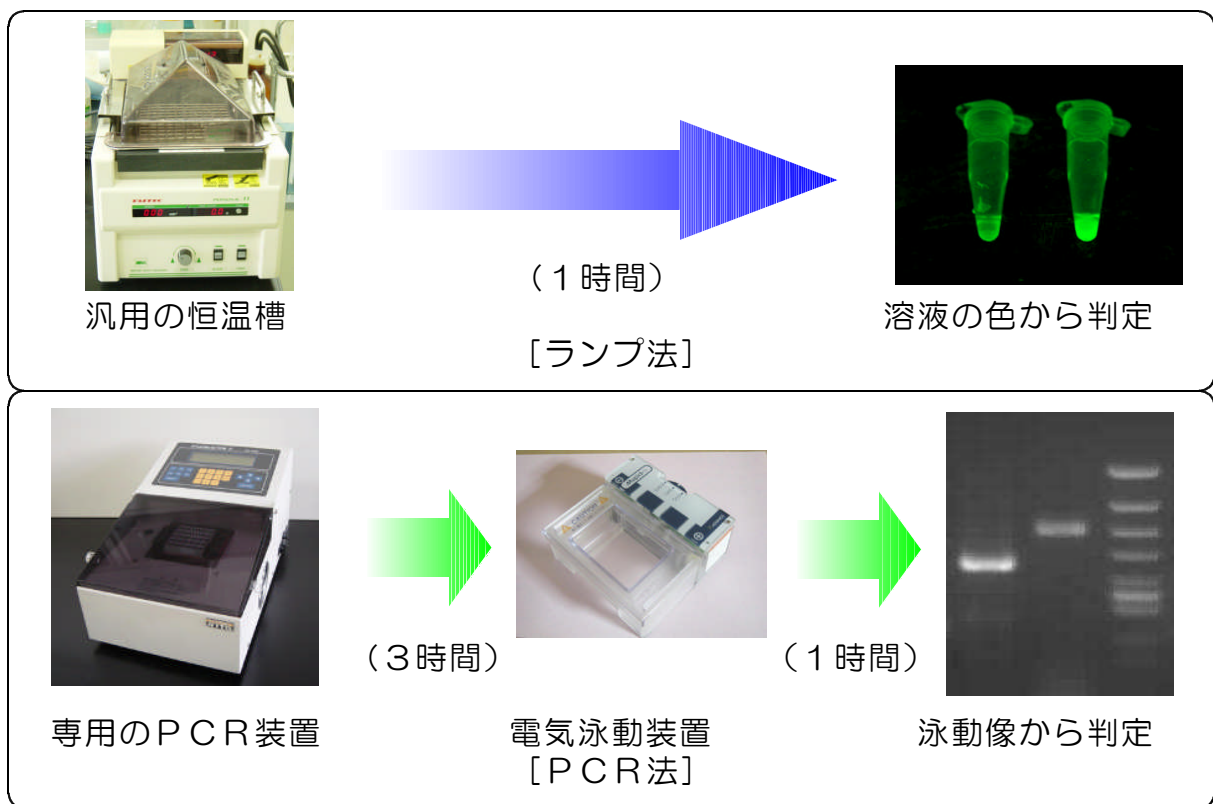 （１時間）
汎用の恒温槽
溶液の色から判定
［ランプ法］
（３時間）
（１時間）
専用のＰＣＲ装置
電気泳動装置
泳動像から判定
［ＰＣＲ法］